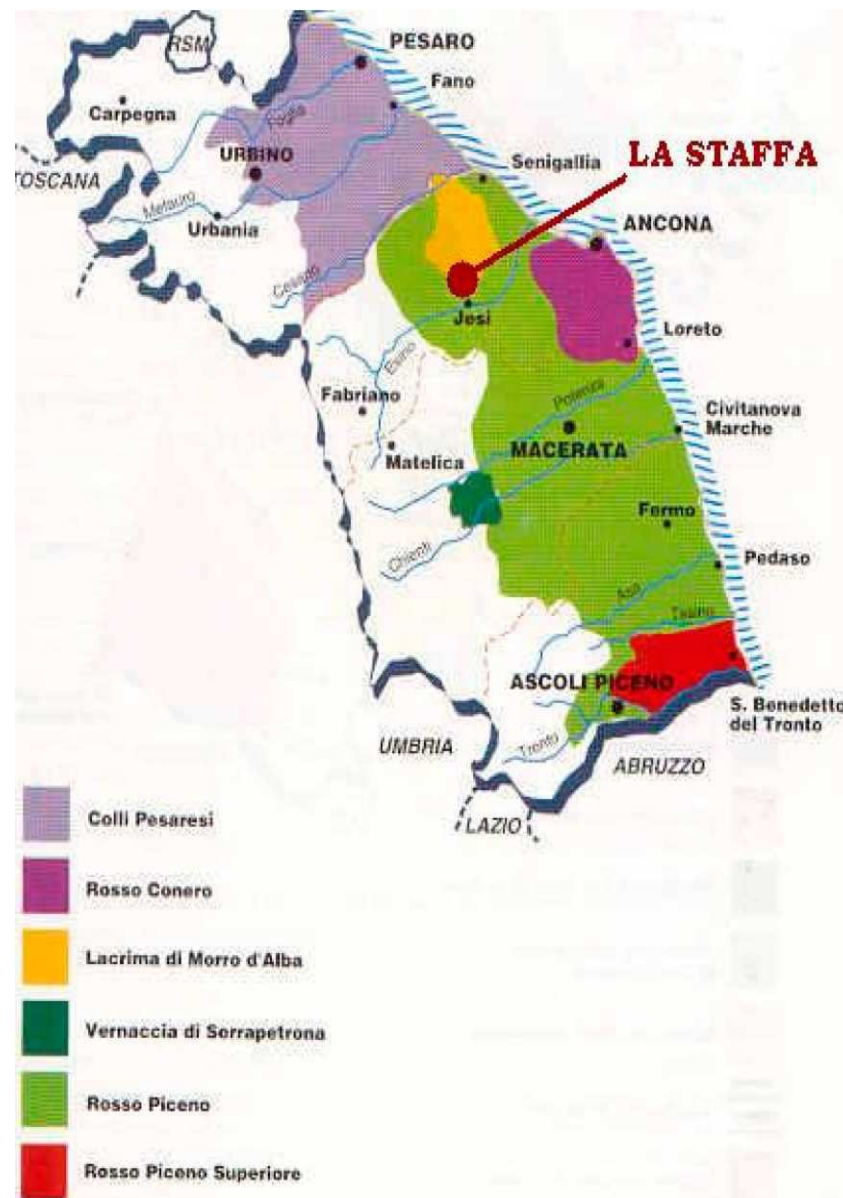 RSM
PESARO
Fano
Carpegna
Foglia
URBINO
TOSCANA
Senigallia
LA STAFFA
Metauro
Urbania
ANCONA
Cesano
Jesi
Loreto
Esino
Fabriano
Potenza
Civitanova
Marche
MACERATA
Matelica
Fermo
Chienti
Pedaso
Aso
ASCOLI PICENO
S. Benedetto
del Tronto
UMBRIA
Tronto
ABRUZZO
LAZIO
Colli Pesaresi
Rosso Conero
Lacrima di Morro d'Alba
Vernaccia di Serrapetrona
Rosso Piceno
Rosso Piceno Superiore